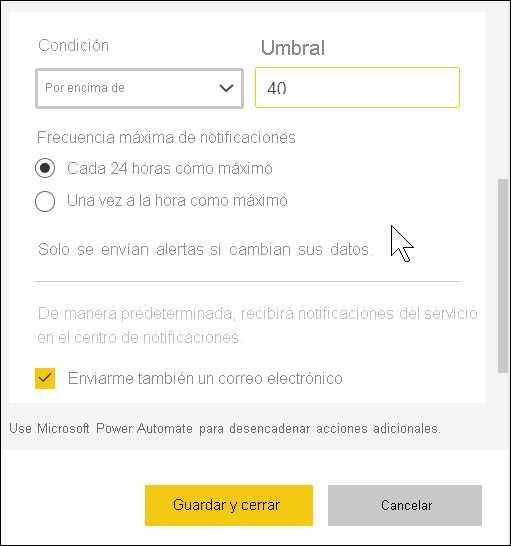 Condición
Umbral
Por encima de
40
Frecuencia máxima de notificaciones
Cada 24 horas como máximo
Una vez a la hora como máximo
Solo se envían alertas si cambian sus datos.
De manera predeterminada, recibirá notificaciones del servicio
en el centro de notificaciones.
Enviarme también un correo electrónico
Use Microsoft Power Automate para desencadenar acciones adicionales.
Guardar y cerrar
Cancelar